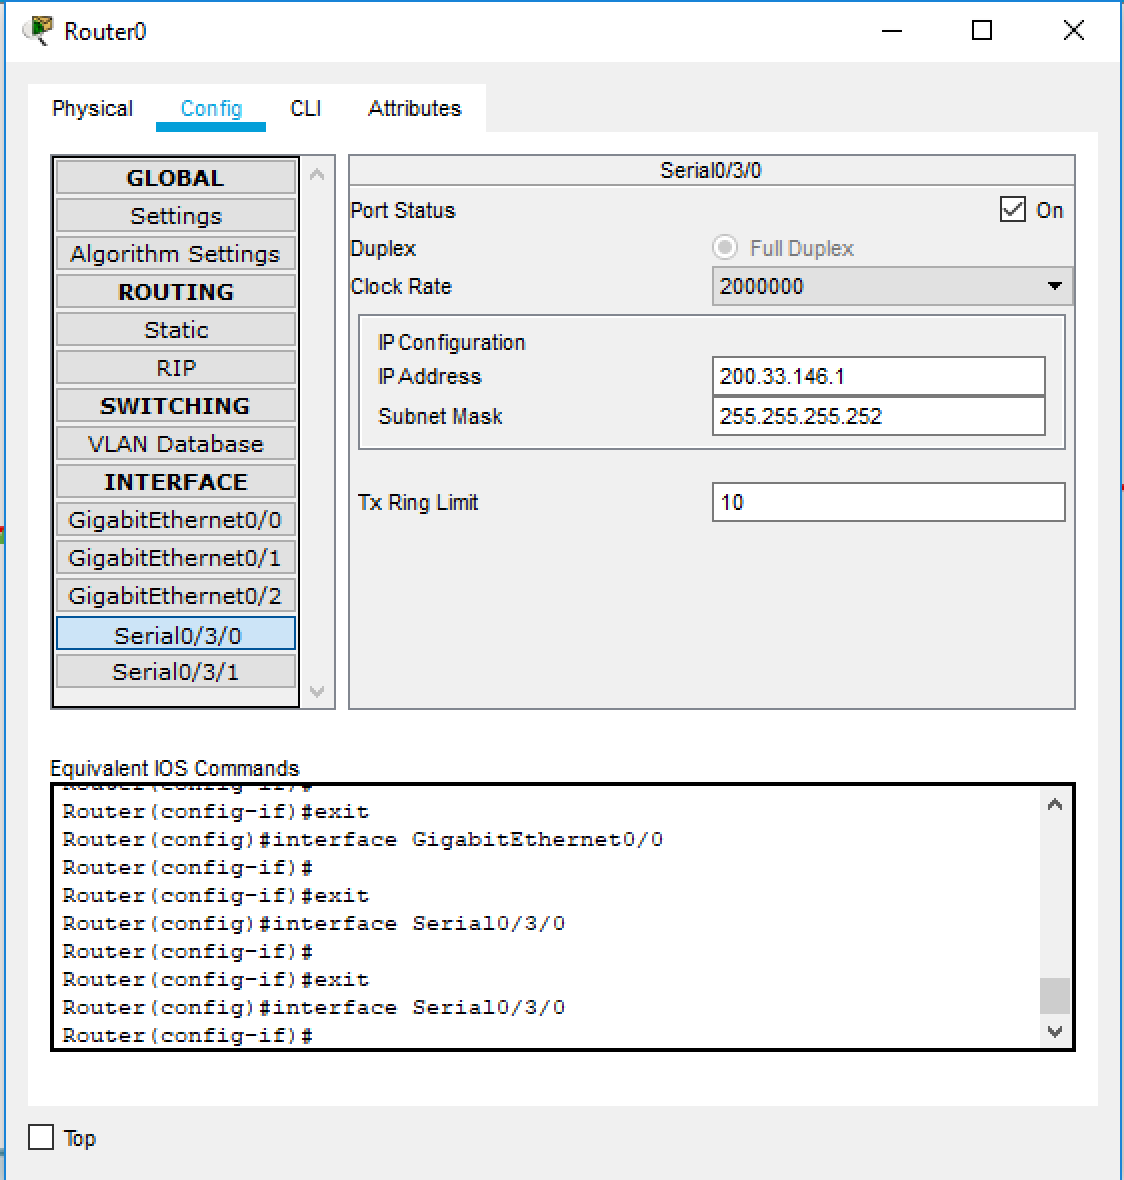 Router0
Physical Config CLI Attributes
GLOBAL
Settings
Algorithm Settings
ROUTING
Static
RIP
SWITCHING
VLAN Database
INTERFACE
GigabitEthernet0/0
GigabitEthernet0/1
GigabitEthernet0/2
Serial0/3/0
Serial0/3/1
Serial0/3/0
Port Status On
Duplex Full Duplex
Clock Rate 2000000
IP Configuration
IP Address 200.33.146.1
Subnet Mask 255.255.255.252
Tx Ring Limit 10
Equivalent IOS Commands
Router(config-if)#
Router(config-if)#exit
Router(config)#interface GigabitEthernet0/0
Router(config-if)#
Router(config-if)#exit
Router(config)#interface Serial0/3/0
Router(config-if)#
Router(config-if)#exit
Router(config)#interface Serial0/3/0
Router(config-if)#
Top